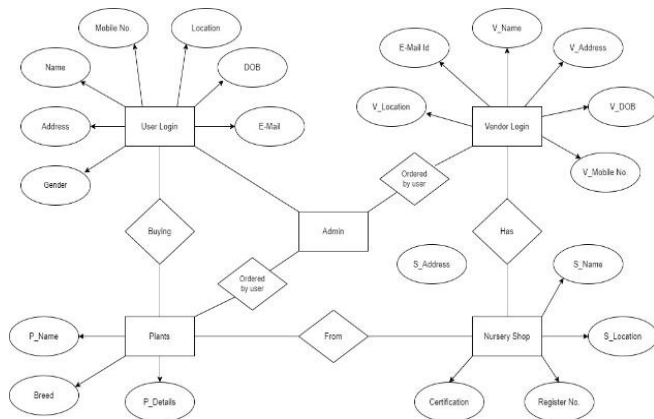 Mobile No.
Location
V_Name
Name
DOB
E-Mail Id
V_Address
Address
User Login
E-Mail
V_Location
Vendor Login
V_DOB
Gender
Ordered
by user
V_Mobile No.
Buying
Admin
Has
Ordered
by user
S_Address
S_Name
P_Name
Plants
From
Nursery Shop
S_Location
Breed
P_Details
Certification
Register No.